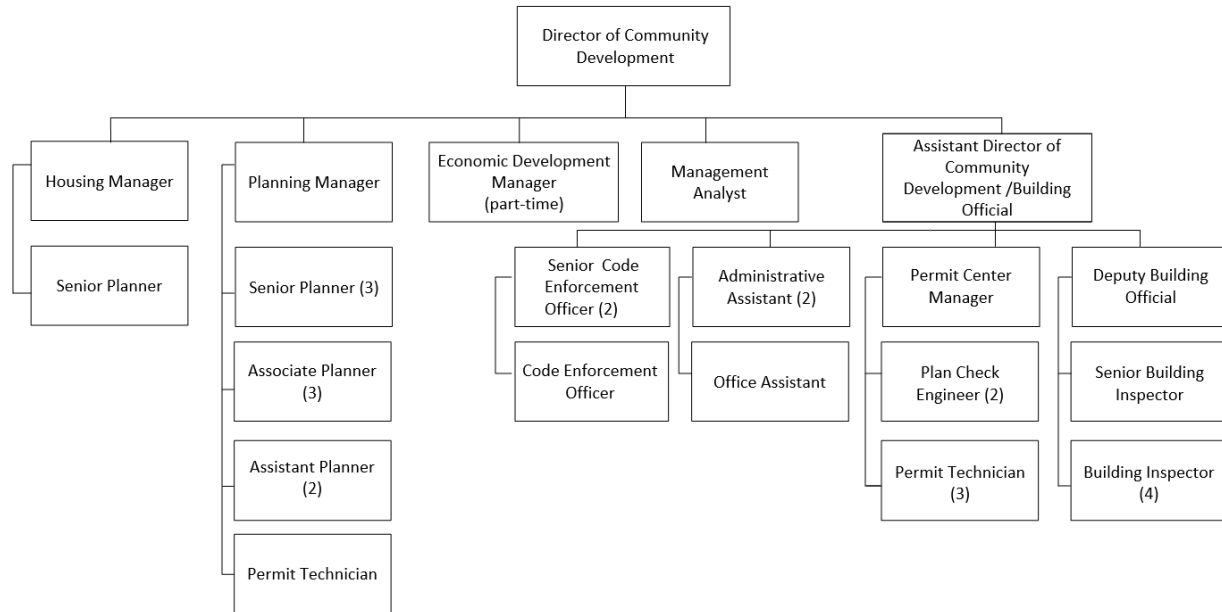 Director of Community
Development
Housing Manager
Planning Manager
Economic Development
Manager
(part-time)
Management
Analyst
Assistant Director of
Community
Development /Building
Official
Senior Planner
Senior Planner (3)
Senior Code
Enforcement
Officer (2)
Administrative
Assistant (2)
Permit Center
Manager
Deputy Building
Official
Associate Planner
(3)
Code Enforcement
Officer
Office Assistant
Plan Check
Engineer (2)
Senior Building
Inspector
Assistant Planner
(2)
Permit Technician
(3)
Building Inspector
(4)
Permit Technician